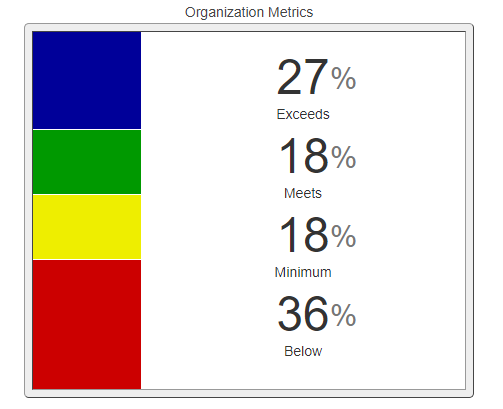 Organization Metrics
27%
Exceeds
18%
Meets
18%
Minimum
36%
Below